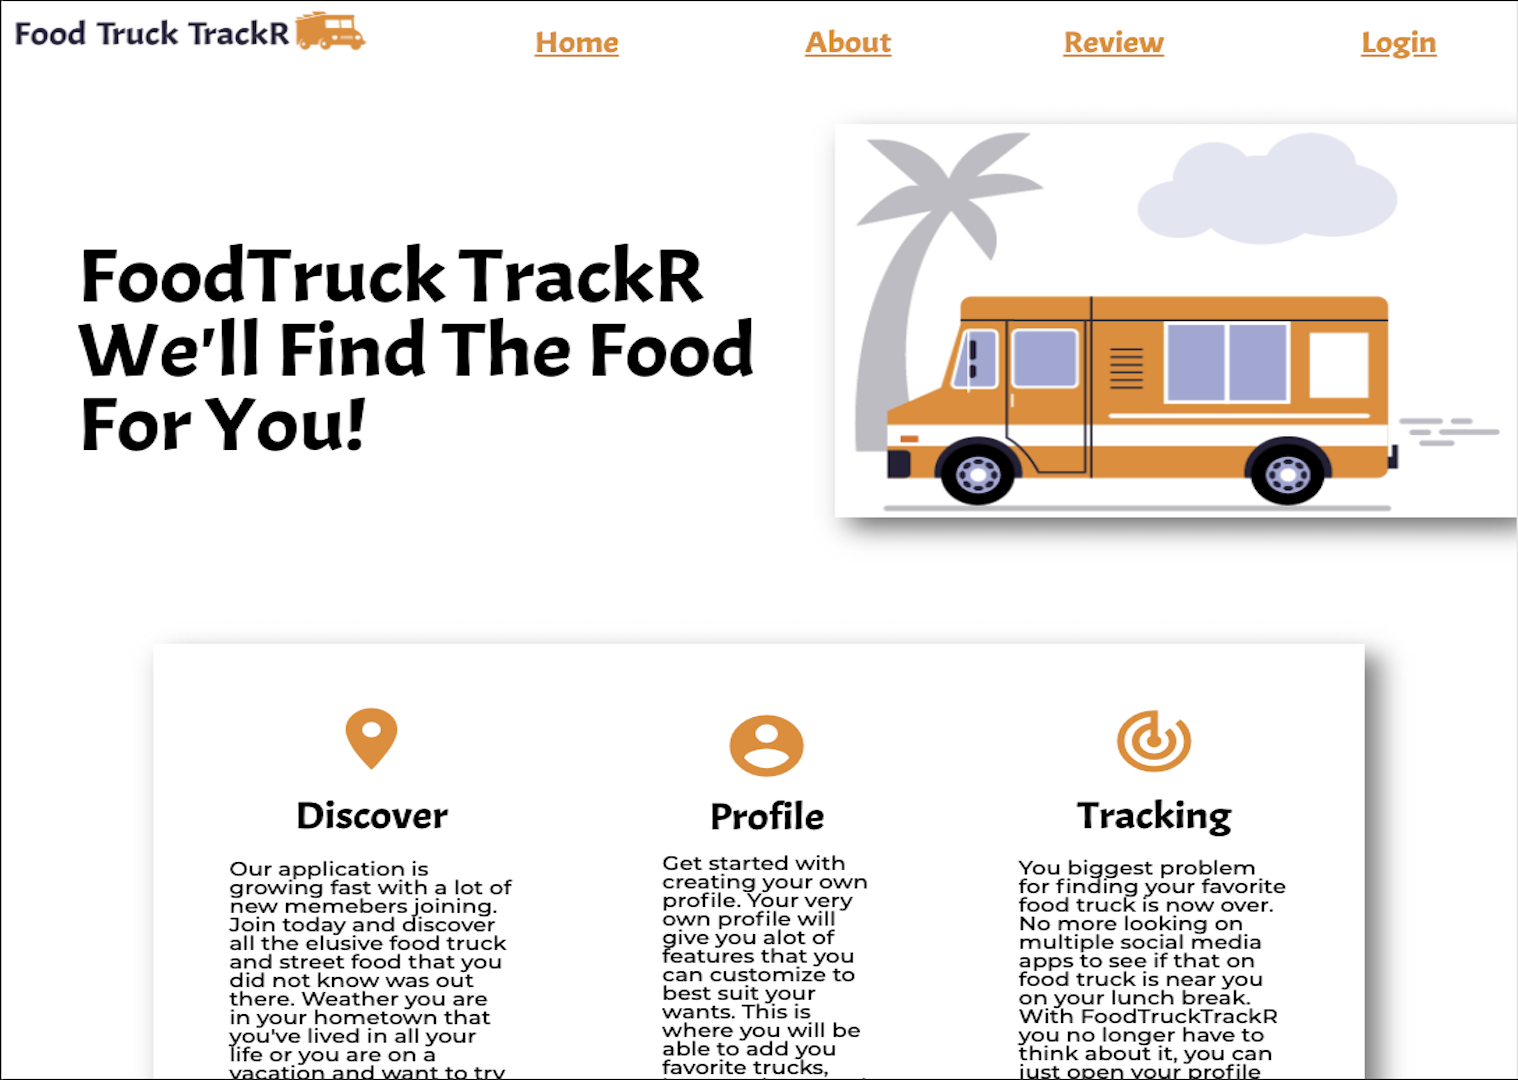 Food Truck TrackR
Home
About
Review
Login
FoodTruck TrackR
We'll Find The Food
For You!
Discover
Our application is
growing fast with a lot of
new memebers joining.
Join today and discover
all the elusive food truck
and street food that you
did not know was out
there. Weather you are
in your hometown that
you've lived in all your
life or you are on a
vacation and want to try
Profile
Get started with
creating your own
profile. Your very
own profile will
give you alot of
features that you
can customize to
best suit your
wants. This is
where you will be
able to add you
favorite trucks,
Tracking
You biggest problem
for finding your favorite
food truck is now over.
No more looking on
multiple social media
apps to see if that on
food truck is near you
on your lunch break.
With FoodTruckTrackR
you no longer have to
think about it, you can
just open your profile